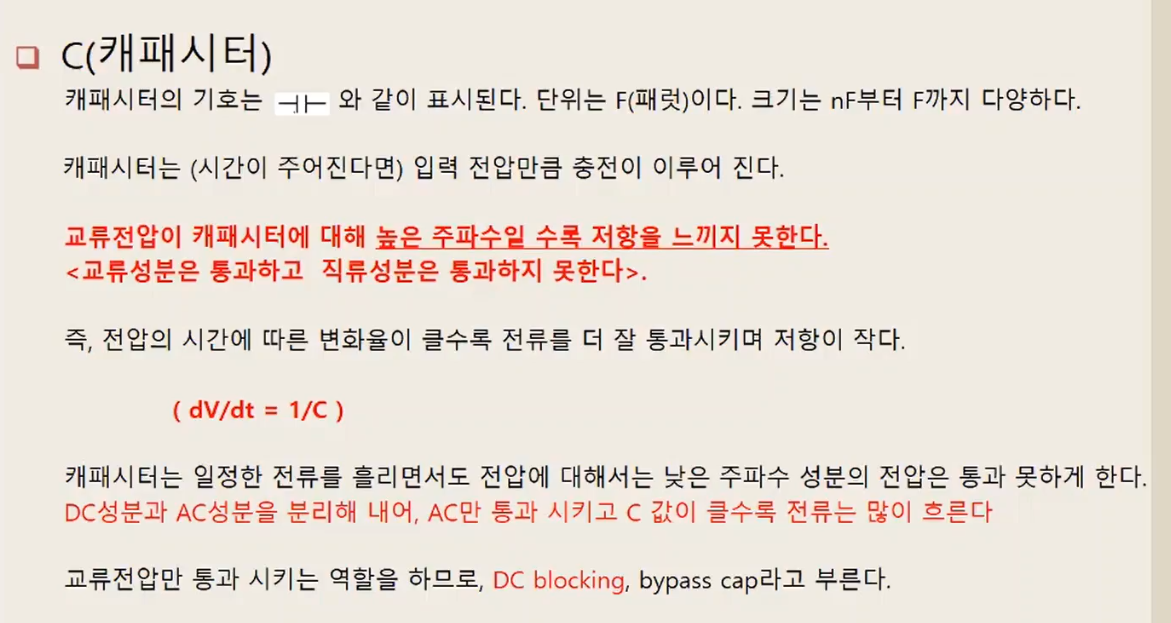 C(캐패시터)
캐패시터의 기호는 와 같이 표시된다. 단위는 F(패럿)이다. 크기는 nF부터 F까지 다양하다.
캐패시터는 (시간이 주어진다면) 입력 전압만큼 충전이 이루어 진다.
교류전압이 캐패시터에 대해 높은 주파수일 수록 저항을 느끼지 못한다.
<교류성분은 통과하고 직류성분은 통과하지 못한다>.
즉, 전압의 시간에 따른 변화율이 클수록 전류를 더 잘 통과시키며 저항이 작다.
( dV/dt = 1/C )
캐패시터는 일정한 전류를 흘리면서도 전압에 대해서는 낮은 주파수 성분의 전압은 통과 못하게 한다.
DC성분과 AC성분을 분리해 내어, AC만 통과 시키고 C 값이 클수록 전류는 많이 흐른다
교류전압만 통과 시키는 역할을 하므로, DC blocking, bypass cap라고 부른다.